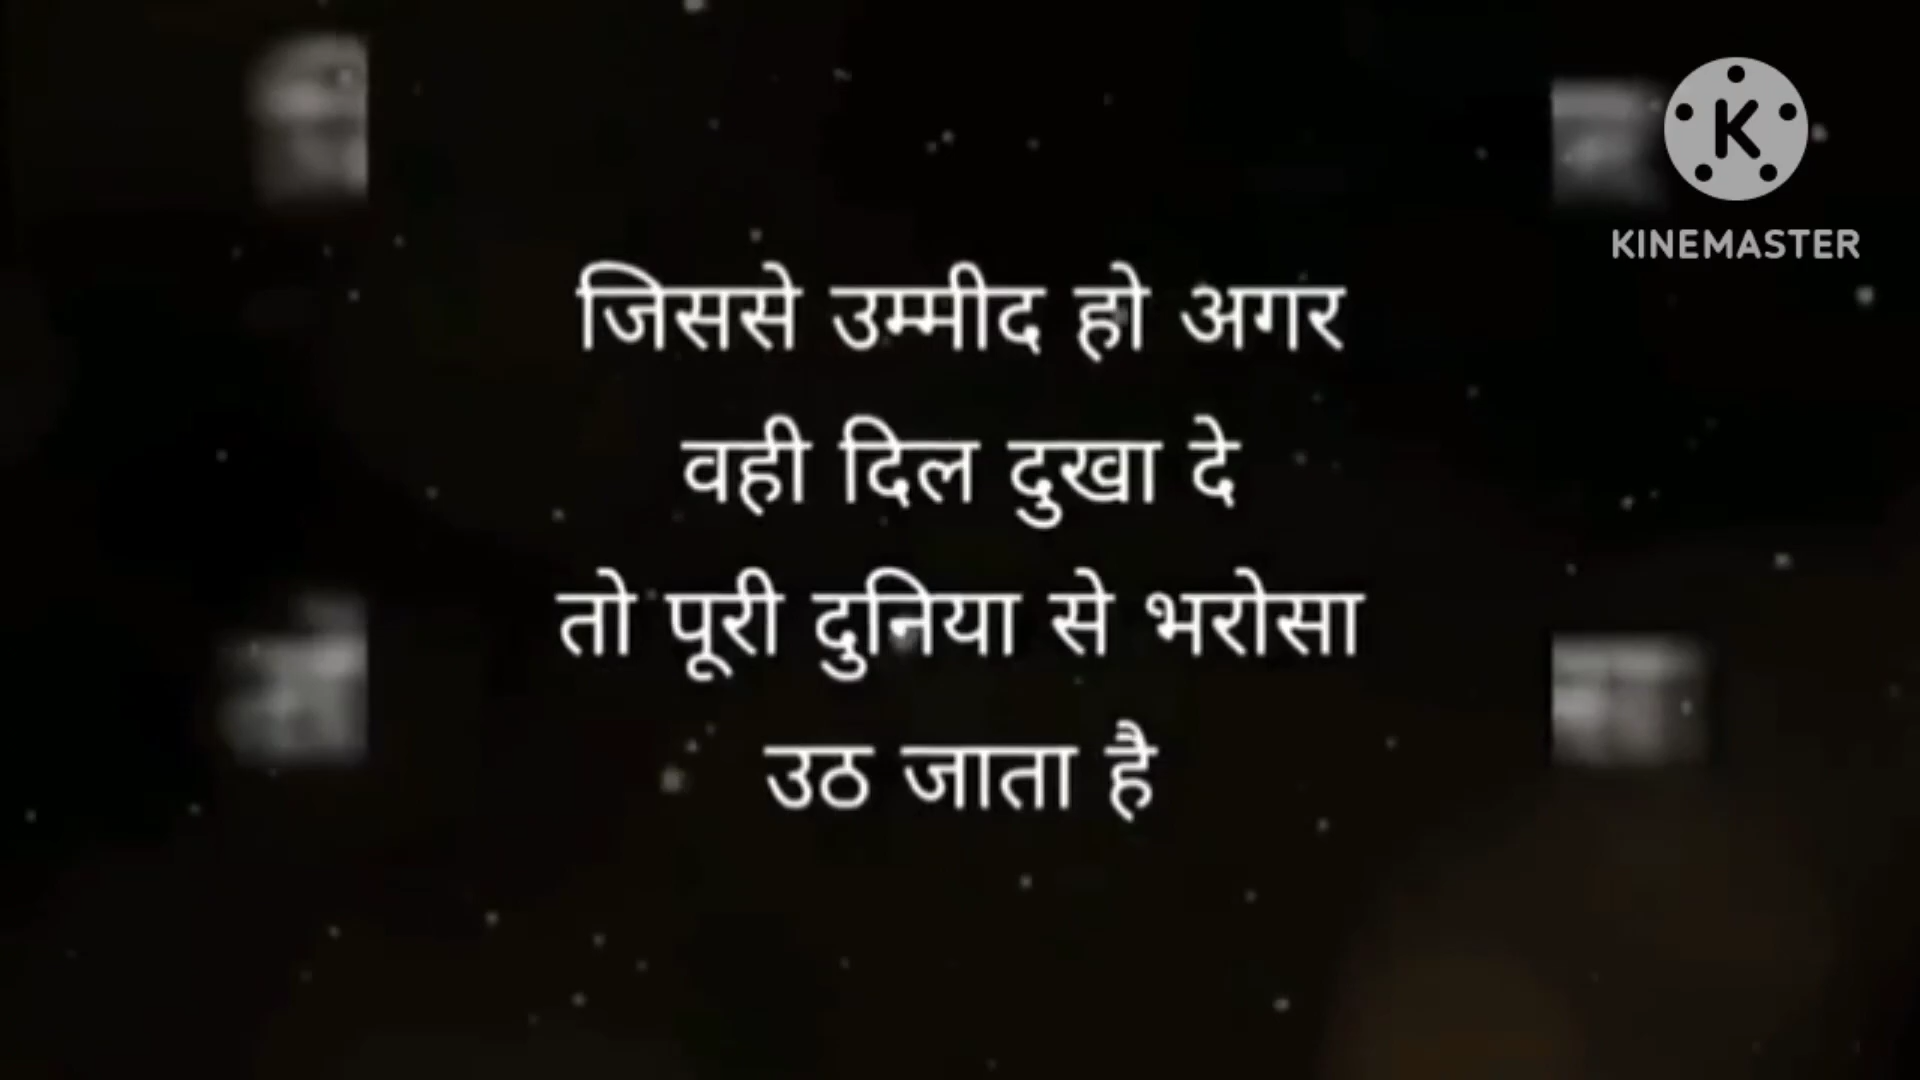 KINEMASTER
जिससे उम्मीद हो अगर
वही दिल दुखा दे
तो पूरी दुनिया से भरोसा
उठ जाता है